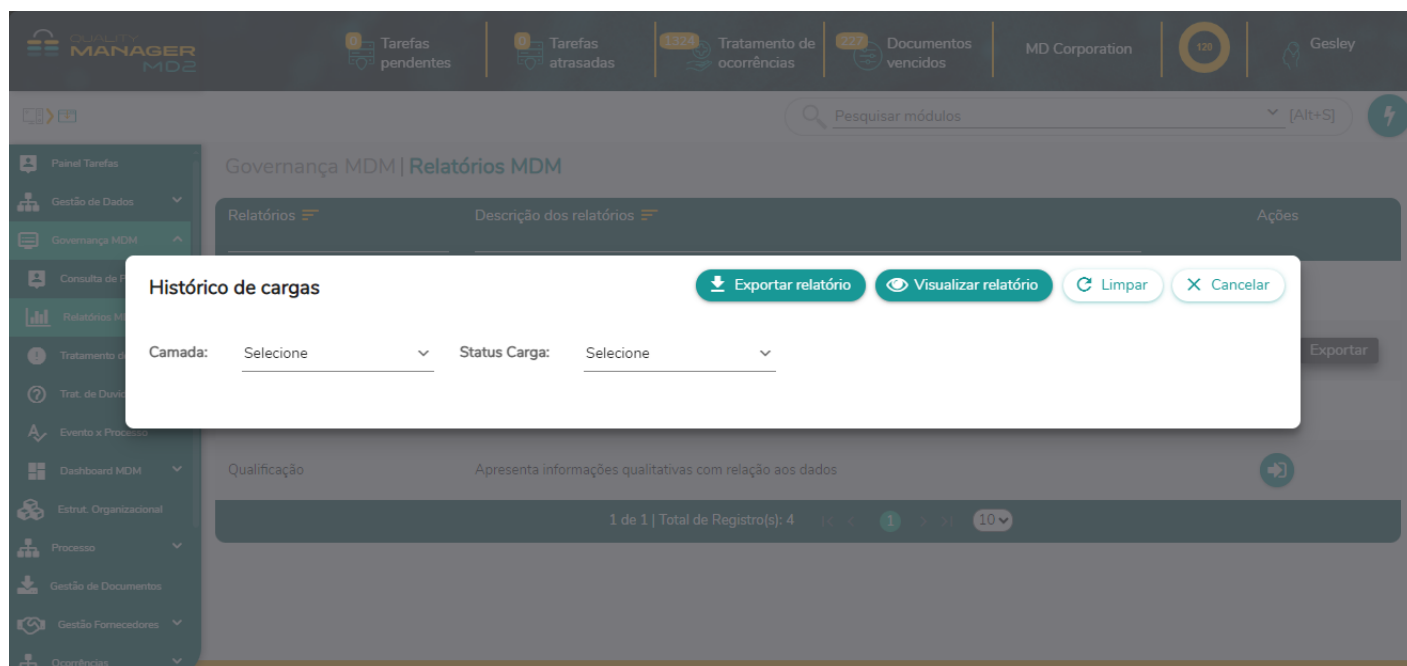 QUALITY
MANAGER
MD2
0 Tarefas pendentes
0 Tarefas atrasadas
1324 Tratamento de ocorrências
227 Documentos vencidos
MD Corporation
120
Gesley
Pesquisar módulos
[Alt+S]
Painel Tarefas
Gestão de Dados
Governança MDM
Consulta de
Relatórios
Tratamento
Trat. de
Evento x Processo
Dashboard MDM
Estrut. Organizacional
Processo
Gestão de Documentos
Gestão Fornecedores
Ocorrências
Governança MDM | Relatórios MDM
Relatórios Descrição dos relatórios Ações
Histórico de cargas
Exportar relatório Visualizar relatório Limpar Cancelar
Camada: Selecione Status Carga: Selecione
Exportar
Qualificação Apresenta informações qualitativas com relação aos dados
1 de 1 | Total de Registro(s): 4 |< < 1 > >| 10